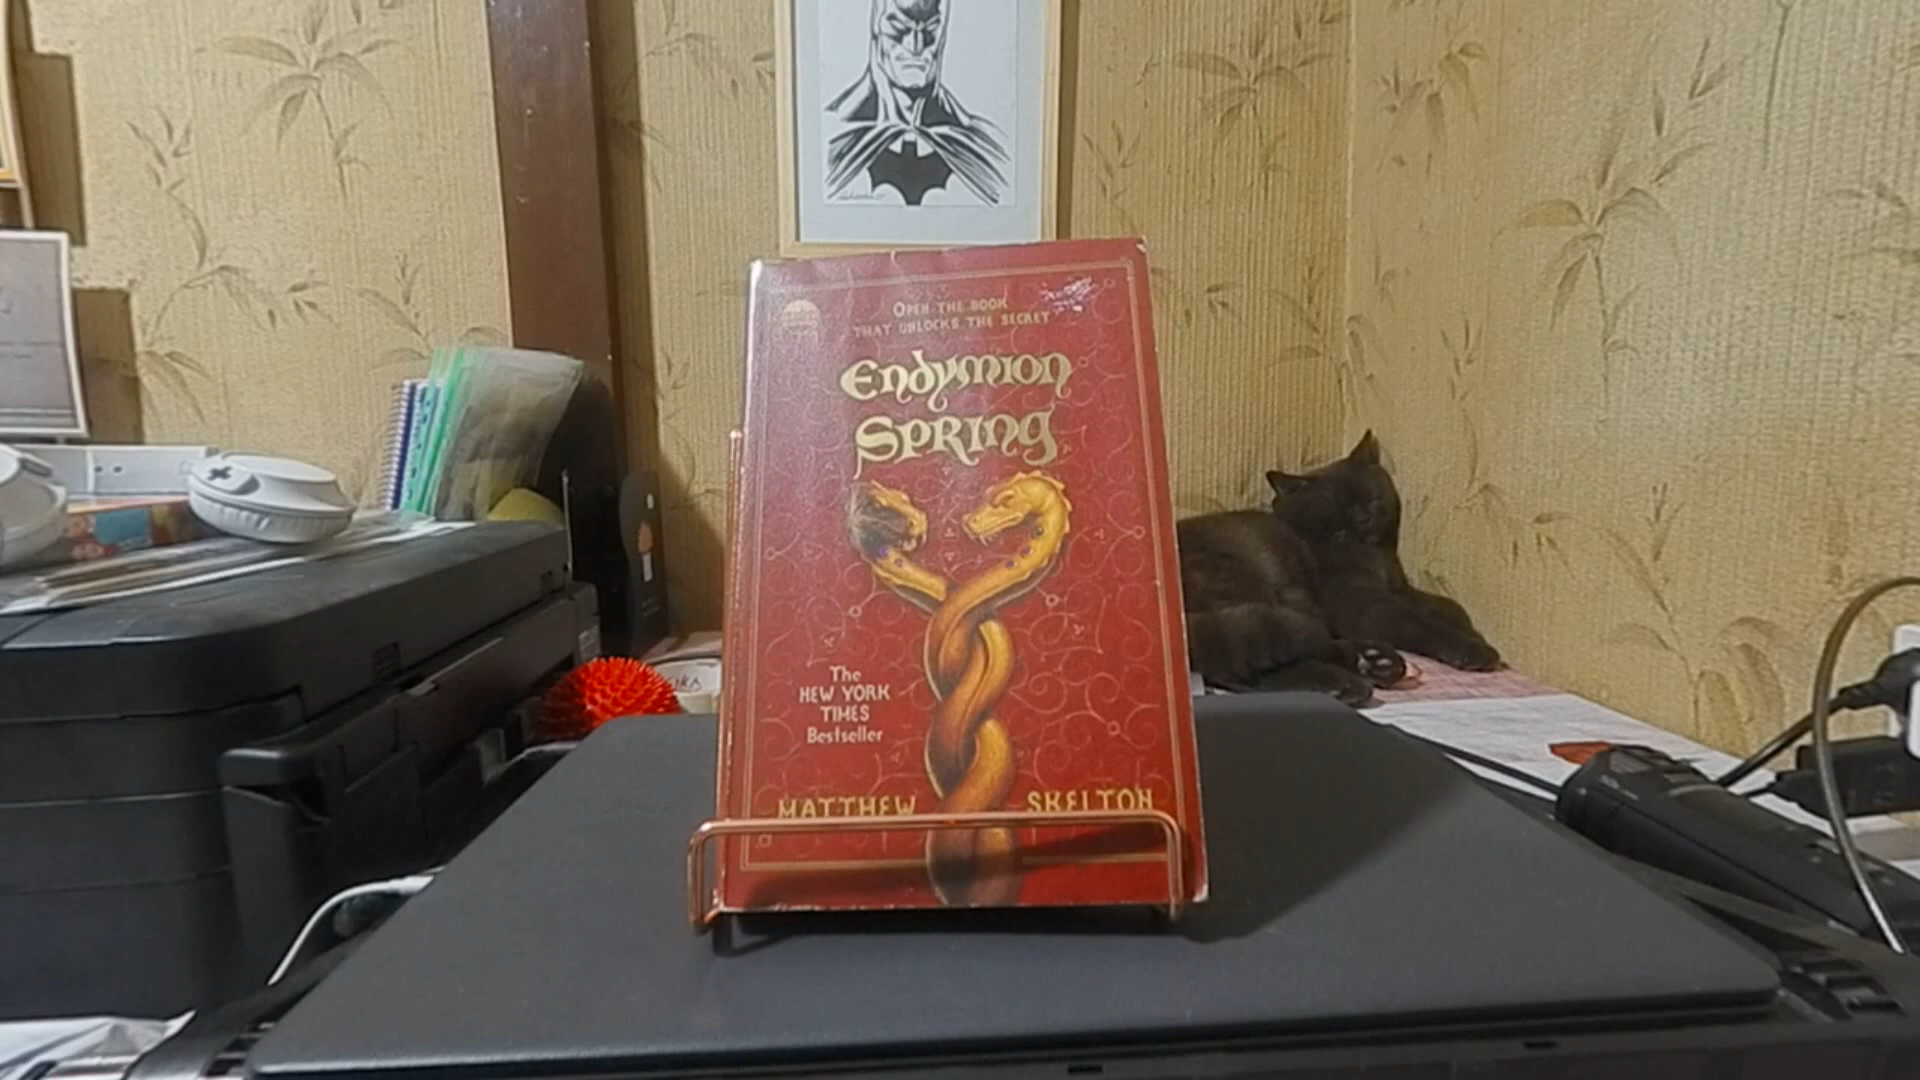 OPEN THE BOOK
THAT UNLOCKS THE SECRET
Endymion
Spring
The
NEW YORK
TIMES
Bestseller
MATTHEW SKELTON